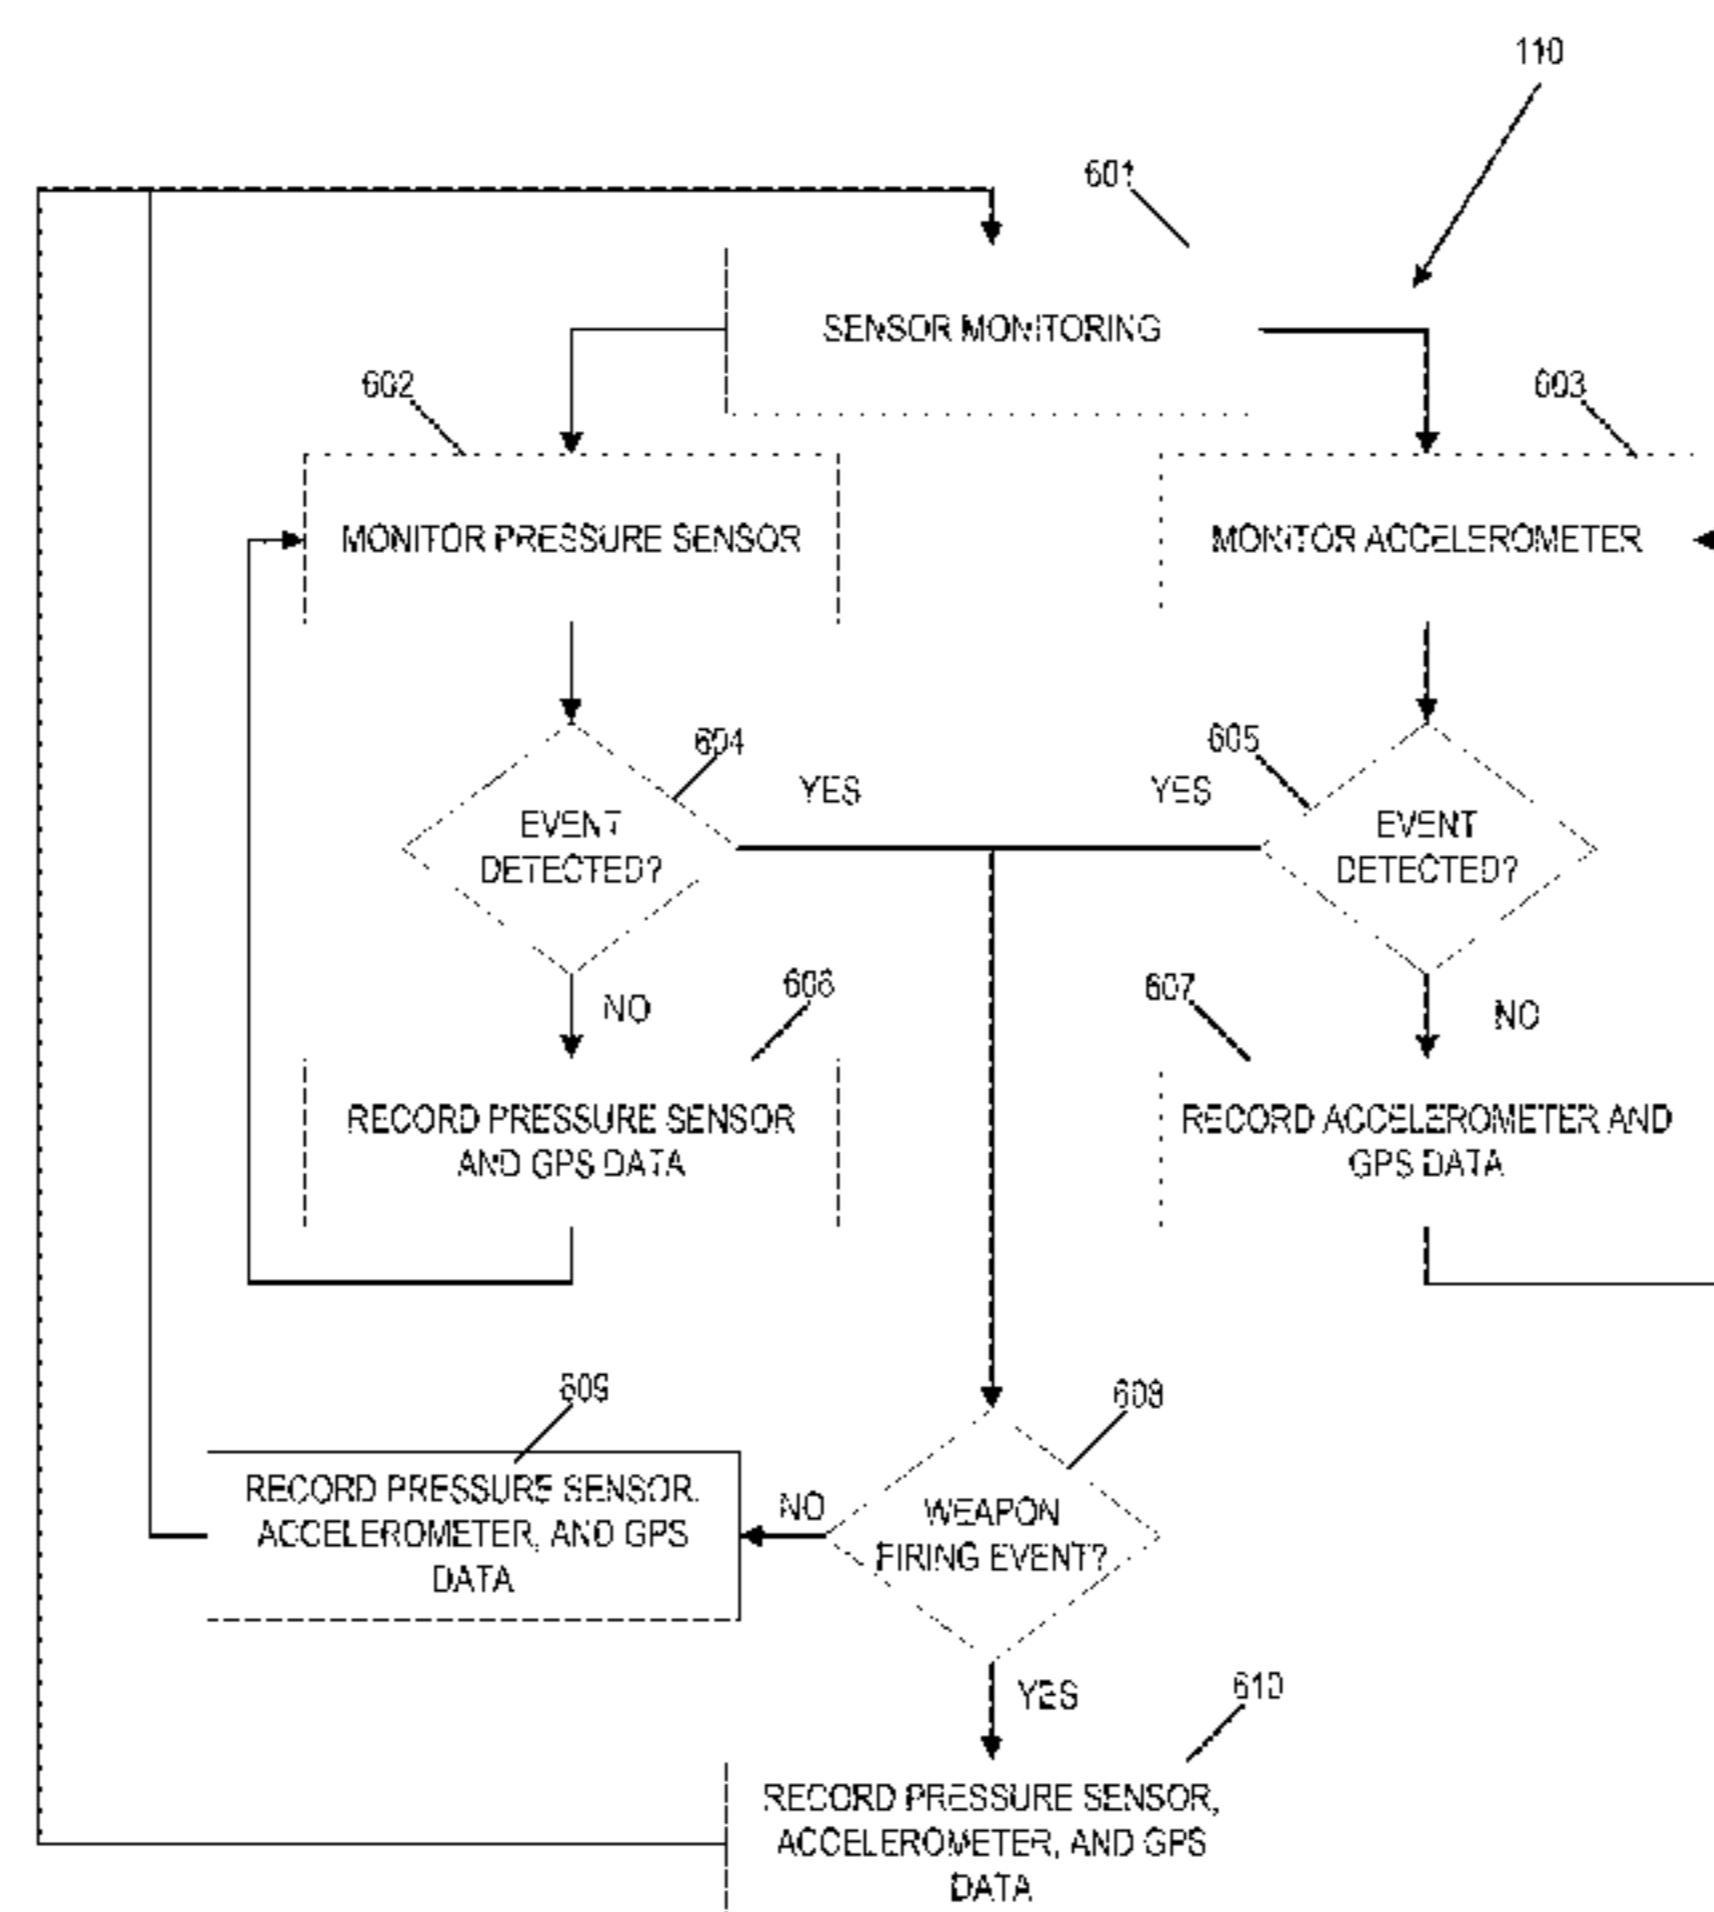 110
601
SENSOR MONITORING
602
603
MONITOR PRESSURE SENSOR
MONITOR ACCELEROMETER
604
605
YES
YES
EVENT
DETECTED?
EVENT
DETECTED?
606
607
NO
NO
RECORD PRESSURE SENSOR
AND GPS DATA
RECORD ACCELEROMETER AND
GPS DATA
609
608
RECORD PRESSURE SENSOR,
ACCELEROMETER, AND GPS
DATA
NO
WEAPON
FIRING EVENT?
YES
610
RECORD PRESSURE SENSOR,
ACCELEROMETER, AND GPS
DATA